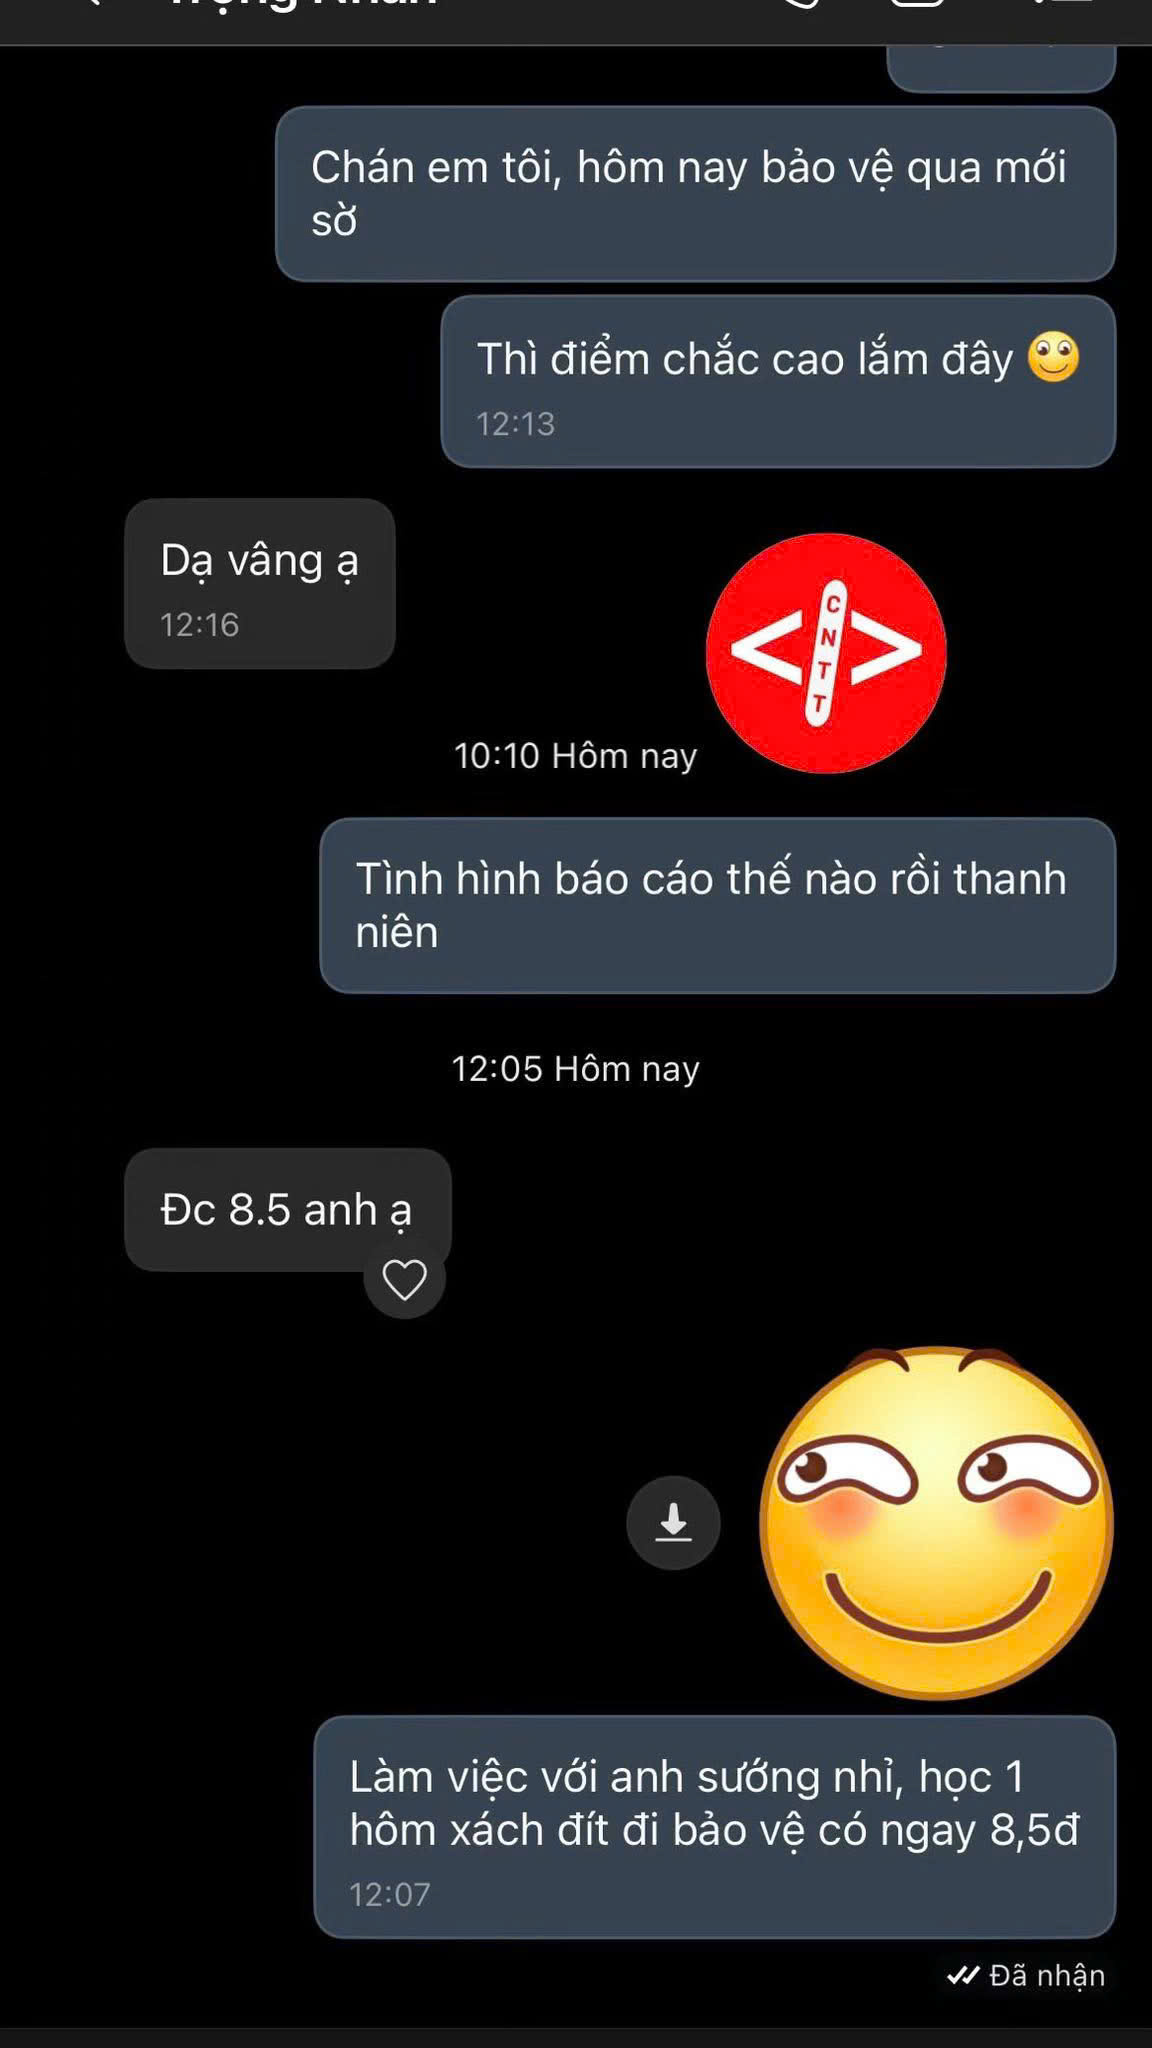 Chán em tôi, hôm nay bảo vệ qua mới
sờ
Thì điểm chắc cao lắm đây
12:13
Dạ vâng ạ
12:16
CNTT
10:10 Hôm nay
Tình hình báo cáo thế nào rồi thanh
niên
12:05 Hôm nay
Đc 8.5 anh ạ
Làm việc với anh sướng nhỉ, học 1
hôm xách đít đi bảo vệ có ngay 8,5đ
12:07
Đã nhận